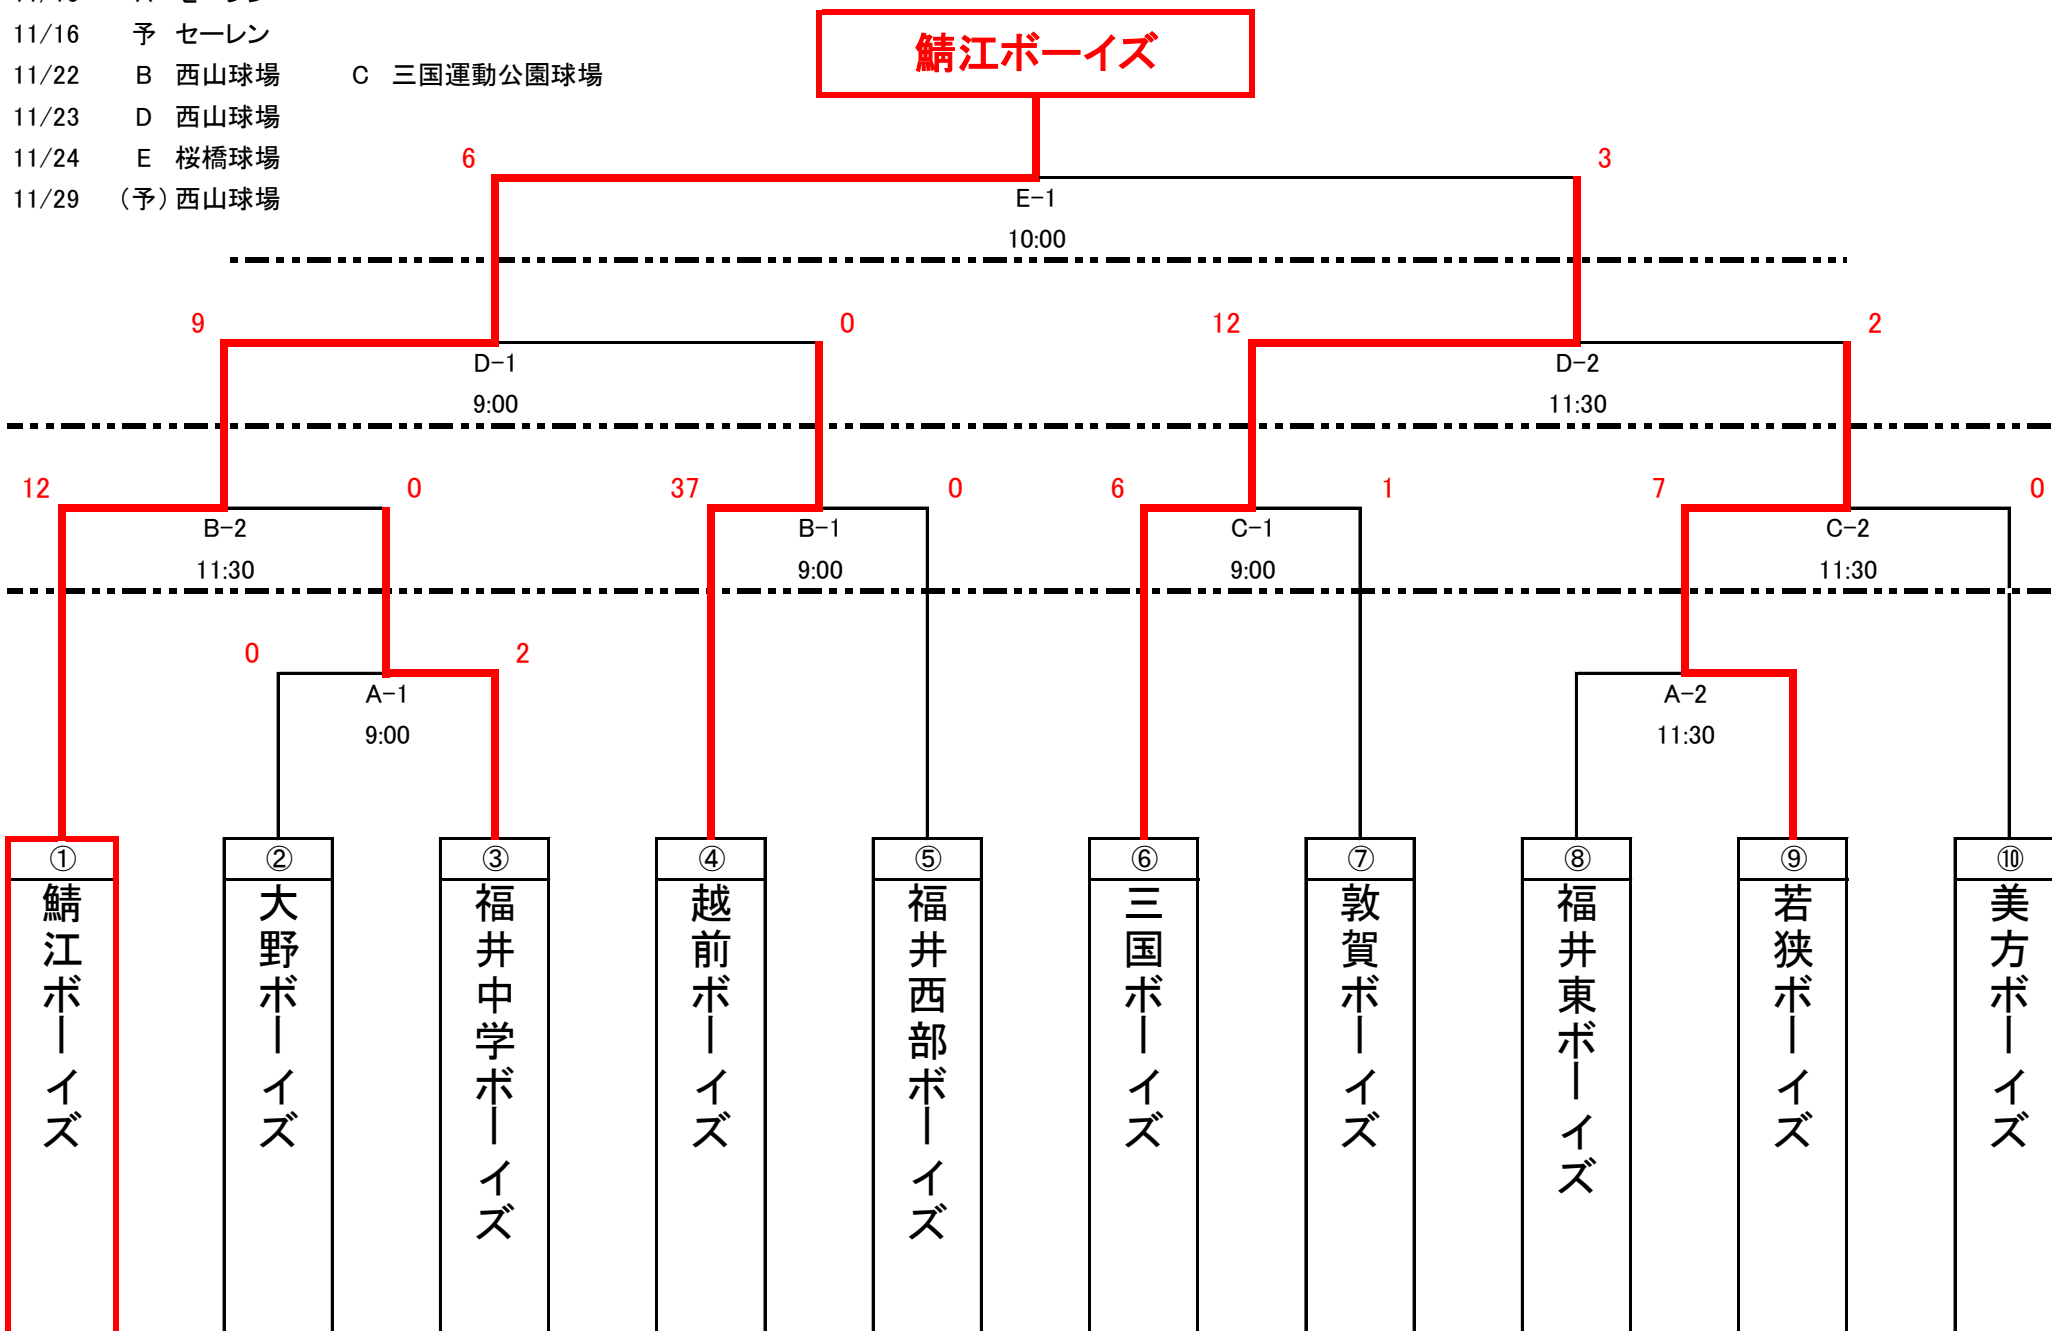 11/16 予 セーレン
11/22 B 西山球場 C 三国運動公園球場
11/23 D 西山球場
11/24 E 桜橋球場
11/29 （予）西山球場
鯖江ボーイズ
6 3
E-1
10:00
9 0 12 2
D-1 D-2
9:00 11:30
12 0 37 0 6 1 7 0
B-2 B-1 C-1 C-2
11:30 9:00 9:00 11:30
0 2
A-1 A-2
9:00 11:30
① ② ③ ④ ⑤ ⑥ ⑦ ⑧ ⑨ ⑩
鯖江ボーイズ
大野ボーイズ
福井中学ボーイズ
越前ボーイズ
福井西部ボーイズ
三国ボーイズ
敦賀ボーイズ
福井東ボーイズ
若狭ボーイズ
美方ボーイズ